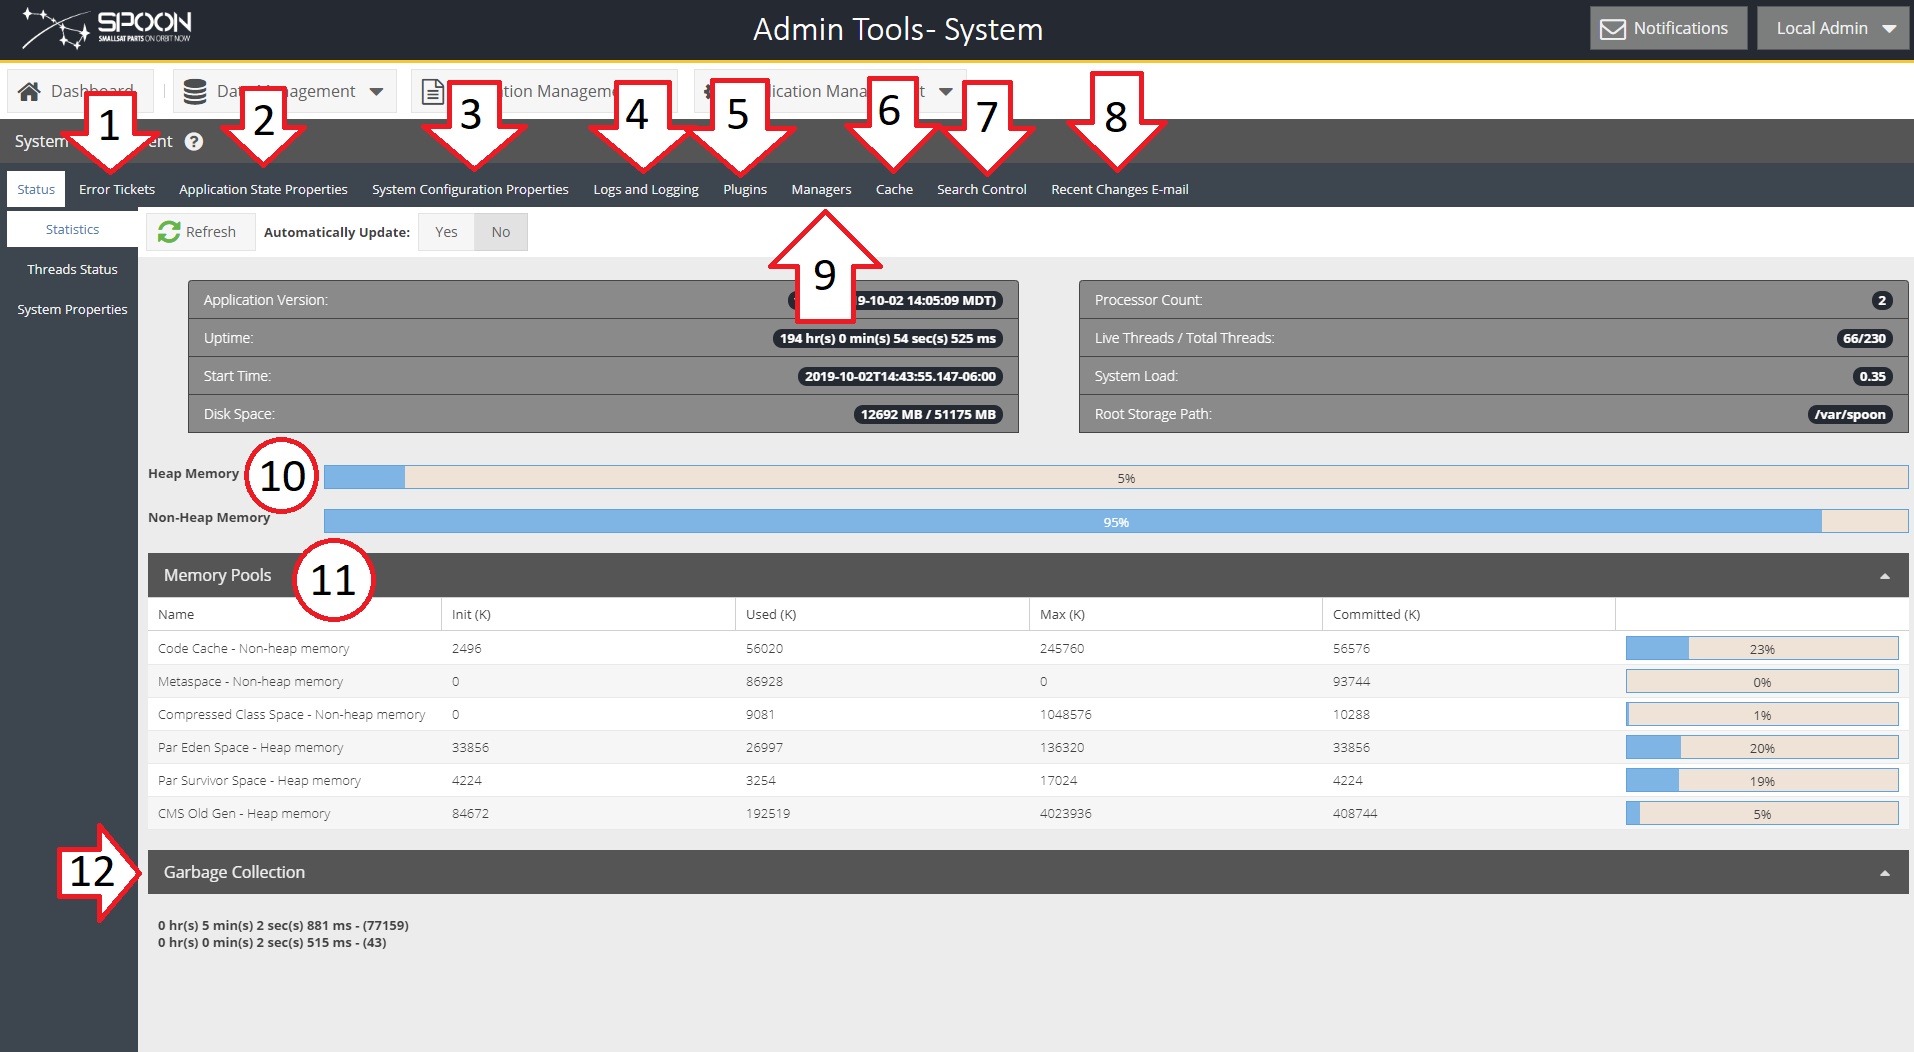 SPOON
SMALLSAT PARTS ON ORBIT NOW
Admin Tools- System
Notifications
Local Admin
Dashboard
Management
Management
1
2
3
4
5
6
7
8
System
Status
Error Tickets
Application State Properties
System Configuration Properties
Logs and Logging
Plugins
Managers
Cache
Search Control
Recent Changes E-mail
Statistics
Threads Status
System Properties
Refresh
Automatically Update:
Yes
No
9
Application Version:
9-10-02 14:05:09 MDT)
Uptime:
194 hr(s) 0 min(s) 54 sec(s) 525 ms
Start Time:
2019-10-02T14:43:55.147-06:00
Disk Space:
12692 MB / 51175 MB
Processor Count:
2
Live Threads / Total Threads:
66/230
System Load:
0.35
Root Storage Path:
/var/spoon
Heap Memory
10
5%
Non-Heap Memory
95%
Memory Pools
11
Name Init (K) Used (K) Max (K) Committed (K)
Code Cache - Non-heap memory 2496 56020 245760 56576 23%
Metaspace - Non-heap memory 0 86928 0 93744 0%
Compressed Class Space - Non-heap memory 0 9081 1048576 10288 1%
Par Eden Space - Heap memory 33856 26997 136320 33856 20%
Par Survivor Space - Heap memory 4224 3254 17024 4224 19%
CMS Old Gen - Heap memory 84672 192519 4023936 408744 5%
12
Garbage Collection
0 hr(s) 5 min(s) 2 sec(s) 881 ms - (77159)
0 hr(s) 0 min(s) 2 sec(s) 515 ms - (43)